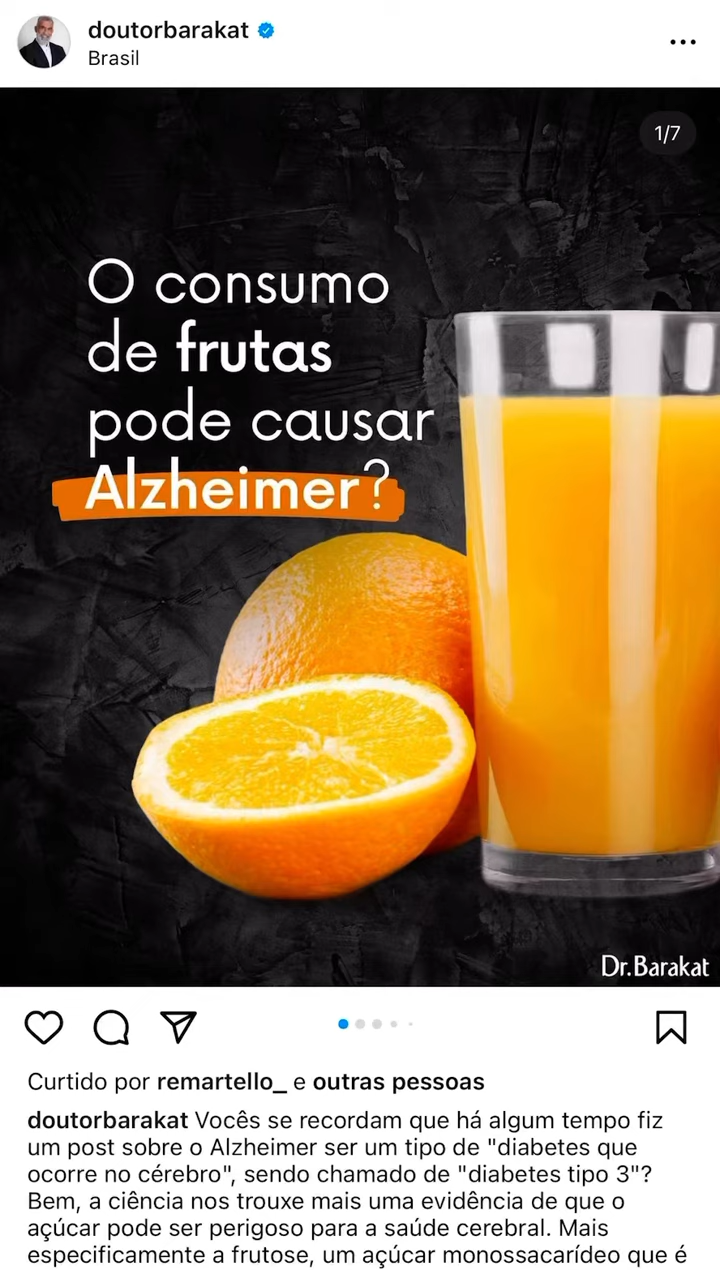 doutorbarakat
Brasil
1/7
O consumo
de frutas
pode causar
Alzheimer?
Dr.Barakat
Curtido por remartello_ e outras pessoas
doutorbarakat Vocês se recordam que há algum tempo fiz
um post sobre o Alzheimer ser um tipo de "diabetes que
ocorre no cérebro", sendo chamado de "diabetes tipo 3"?
Bem, a ciência nos trouxe mais uma evidência de que o
açúcar pode ser perigoso para a saúde cerebral. Mais
especificamente a frutose, um açúcar monossacarídeo que é